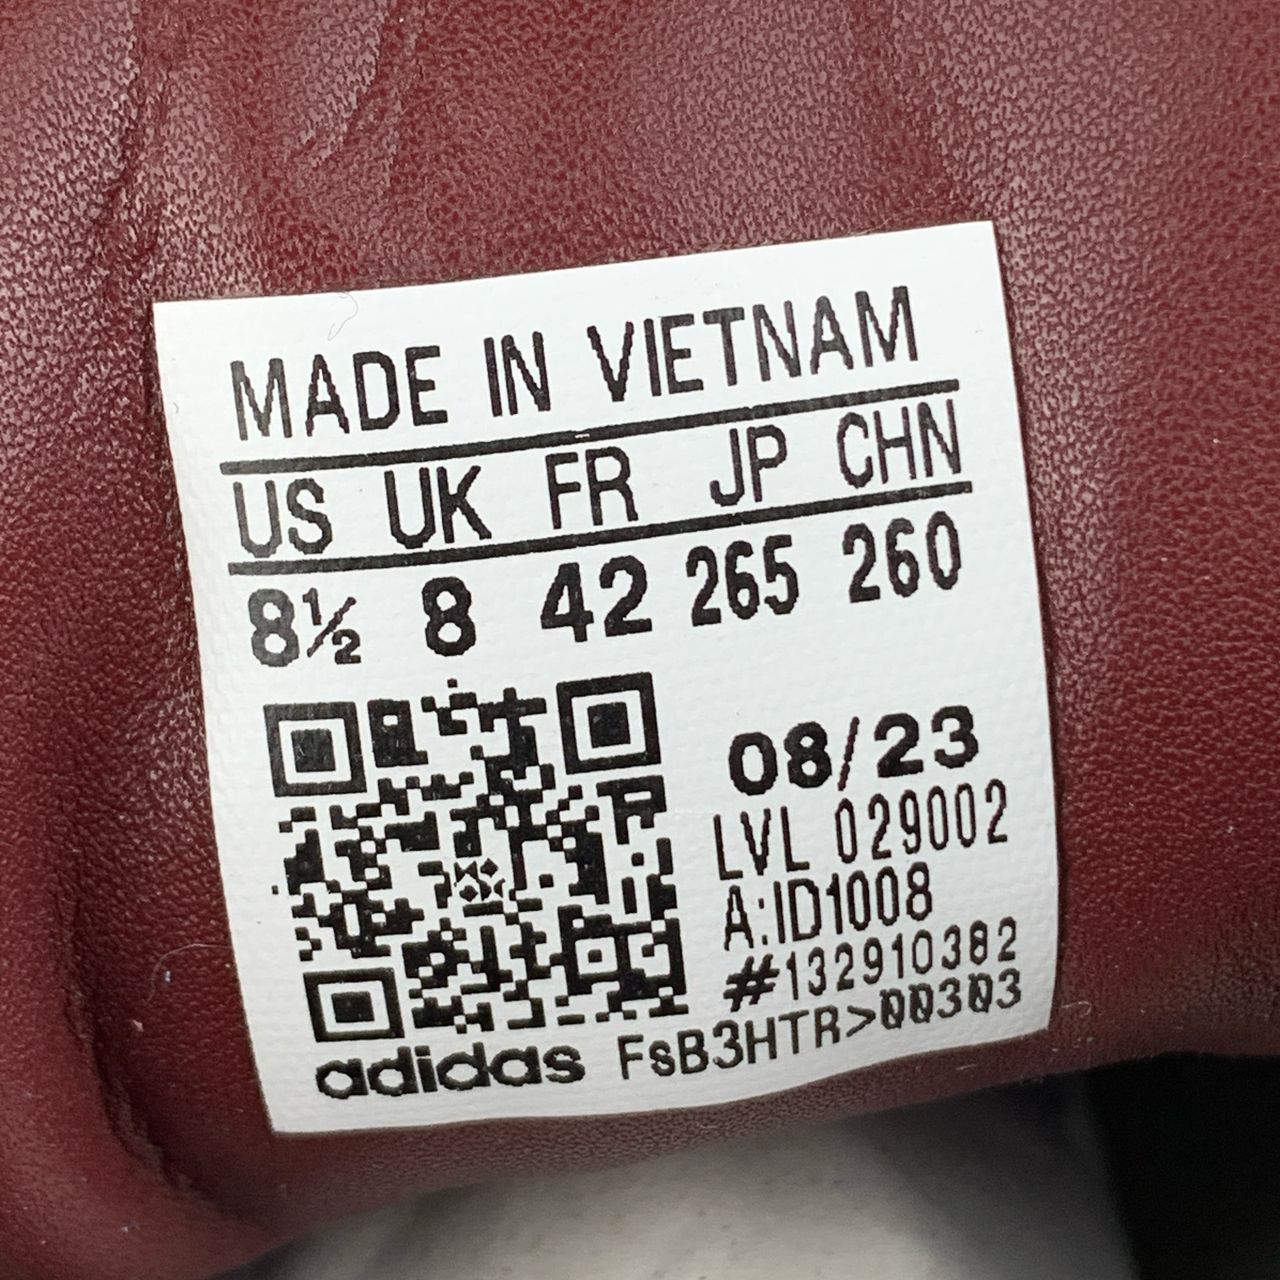 MADE IN VIETNAM
US UK FR JP CHN
8½ 8 42 265 260
08/23
LVL 029002
A:ID1008
#132910382
adidas FsB3HTR>00303